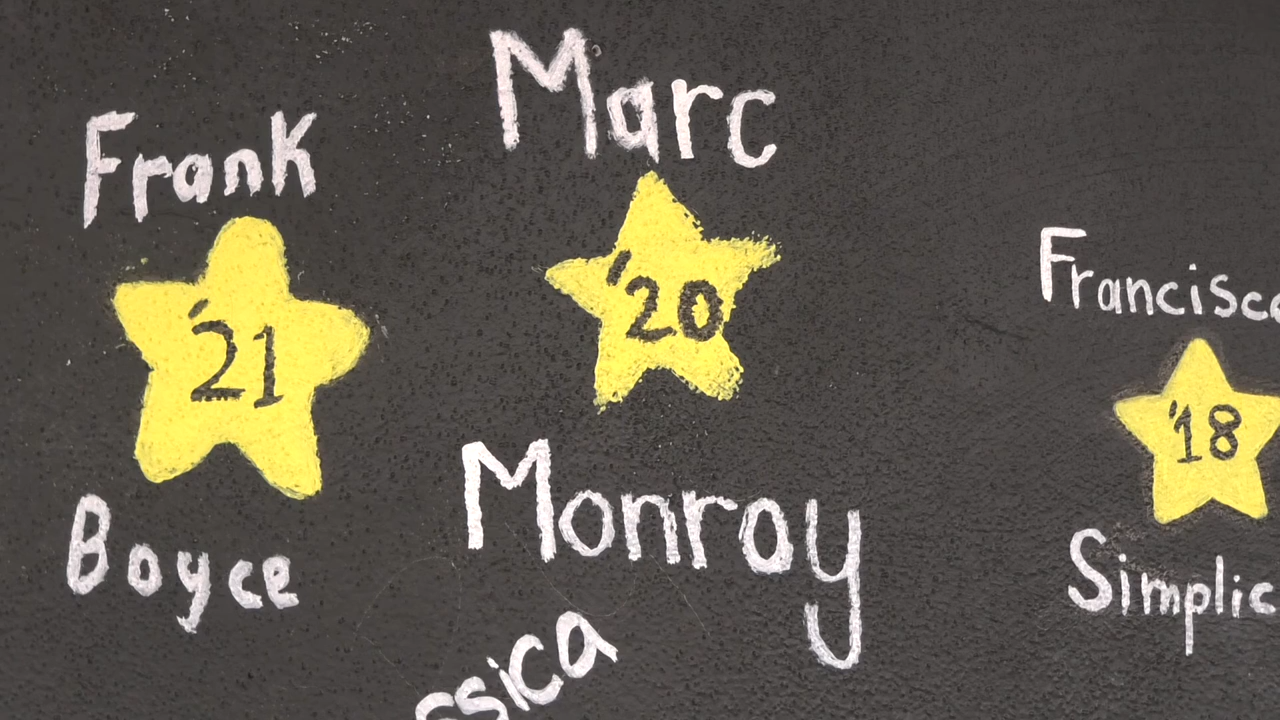 Frank
'21
Boyce
Marc
'20
Monroy
Francisco
'18
Simplic
ssica